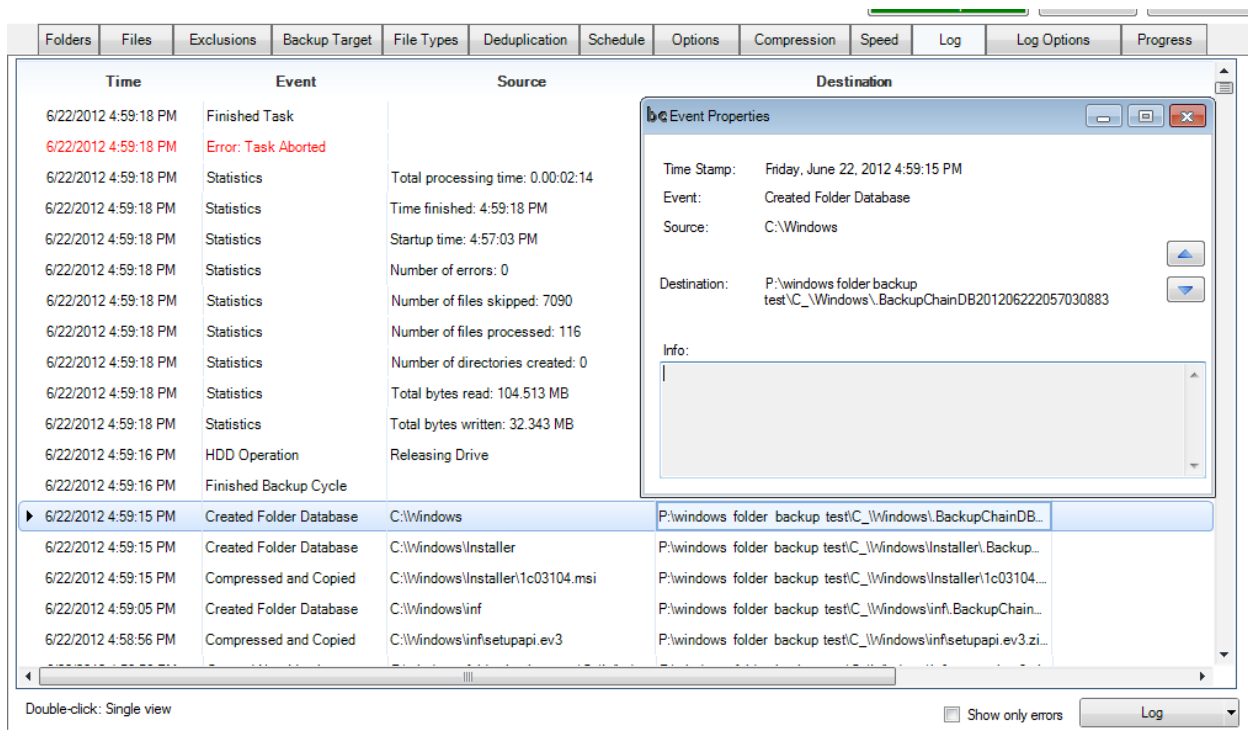 Folders Files Exclusions Backup Target File Types Deduplication Schedule Options Compression Speed Log Log Options Progress
Time Event Source Destination
6/22/2012 4:59:18 PM Finished Task
6/22/2012 4:59:18 PM Error: Task Aborted
6/22/2012 4:59:18 PM Statistics Total processing time: 0.00:02:14
6/22/2012 4:59:18 PM Statistics Time finished: 4:59:18 PM
6/22/2012 4:59:18 PM Statistics Startup time: 4:57:03 PM
6/22/2012 4:59:18 PM Statistics Number of errors: 0
6/22/2012 4:59:18 PM Statistics Number of files skipped: 7090
6/22/2012 4:59:18 PM Statistics Number of files processed: 116
6/22/2012 4:59:18 PM Statistics Number of directories created: 0
6/22/2012 4:59:18 PM Statistics Total bytes read: 104.513 MB
6/22/2012 4:59:18 PM Statistics Total bytes written: 32.343 MB
6/22/2012 4:59:16 PM HDD Operation Releasing Drive
6/22/2012 4:59:16 PM Finished Backup Cycle
6/22/2012 4:59:15 PM Created Folder Database C:\Windows P:\windows folder backup test\C_\Windows\.BackupChainDB...
6/22/2012 4:59:15 PM Created Folder Database C:\Windows\Installer P:\windows folder backup test\C_\Windows\Installer\.Backup...
6/22/2012 4:59:15 PM Compressed and Copied C:\Windows\Installer\1c03104.msi P:\windows folder backup test\C_\Windows\Installer\1c03104....
6/22/2012 4:59:05 PM Created Folder Database C:\Windows\inf P:\windows folder backup test\C_\Windows\inf\.BackupChain...
6/22/2012 4:58:56 PM Compressed and Copied C:\Windows\inf\setupapi.ev3 P:\windows folder backup test\C_\Windows\inf\setupapi.ev3.zi...
bc Event Properties
Time Stamp: Friday, June 22, 2012 4:59:15 PM
Event: Created Folder Database
Source: C:\Windows
Destination: P:\windows folder backup
test\C_\Windows\.BackupChainDB201206222057030883
Info:
Double-click: Single view
Show only errors
Log